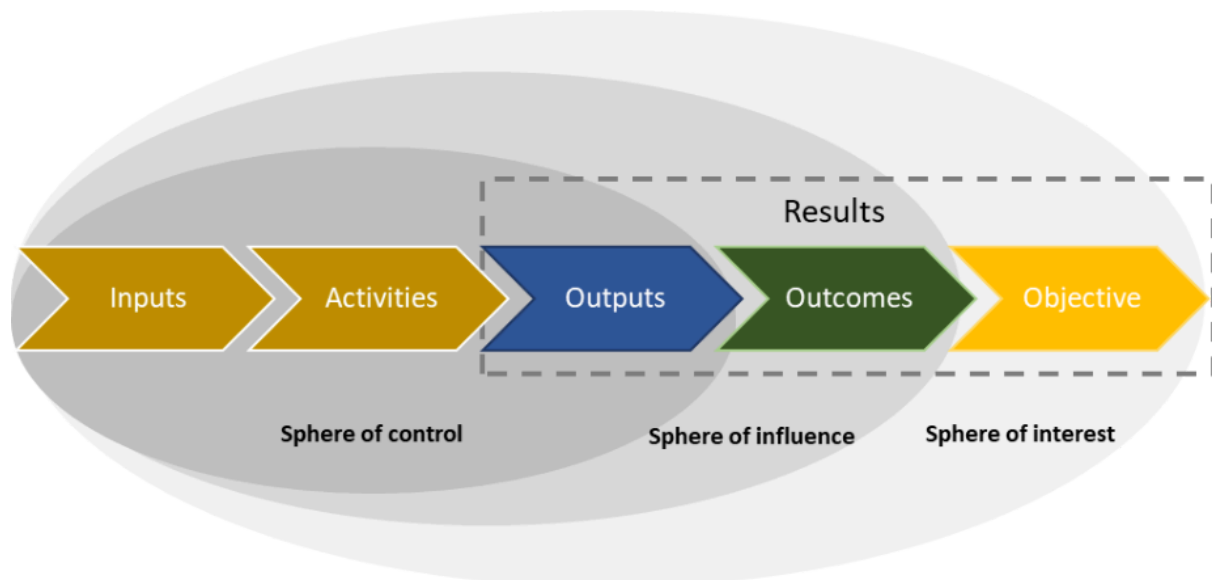 Results
Inputs
Activities
Outputs
Outcomes
Objective
Sphere of control
Sphere of influence
Sphere of interest